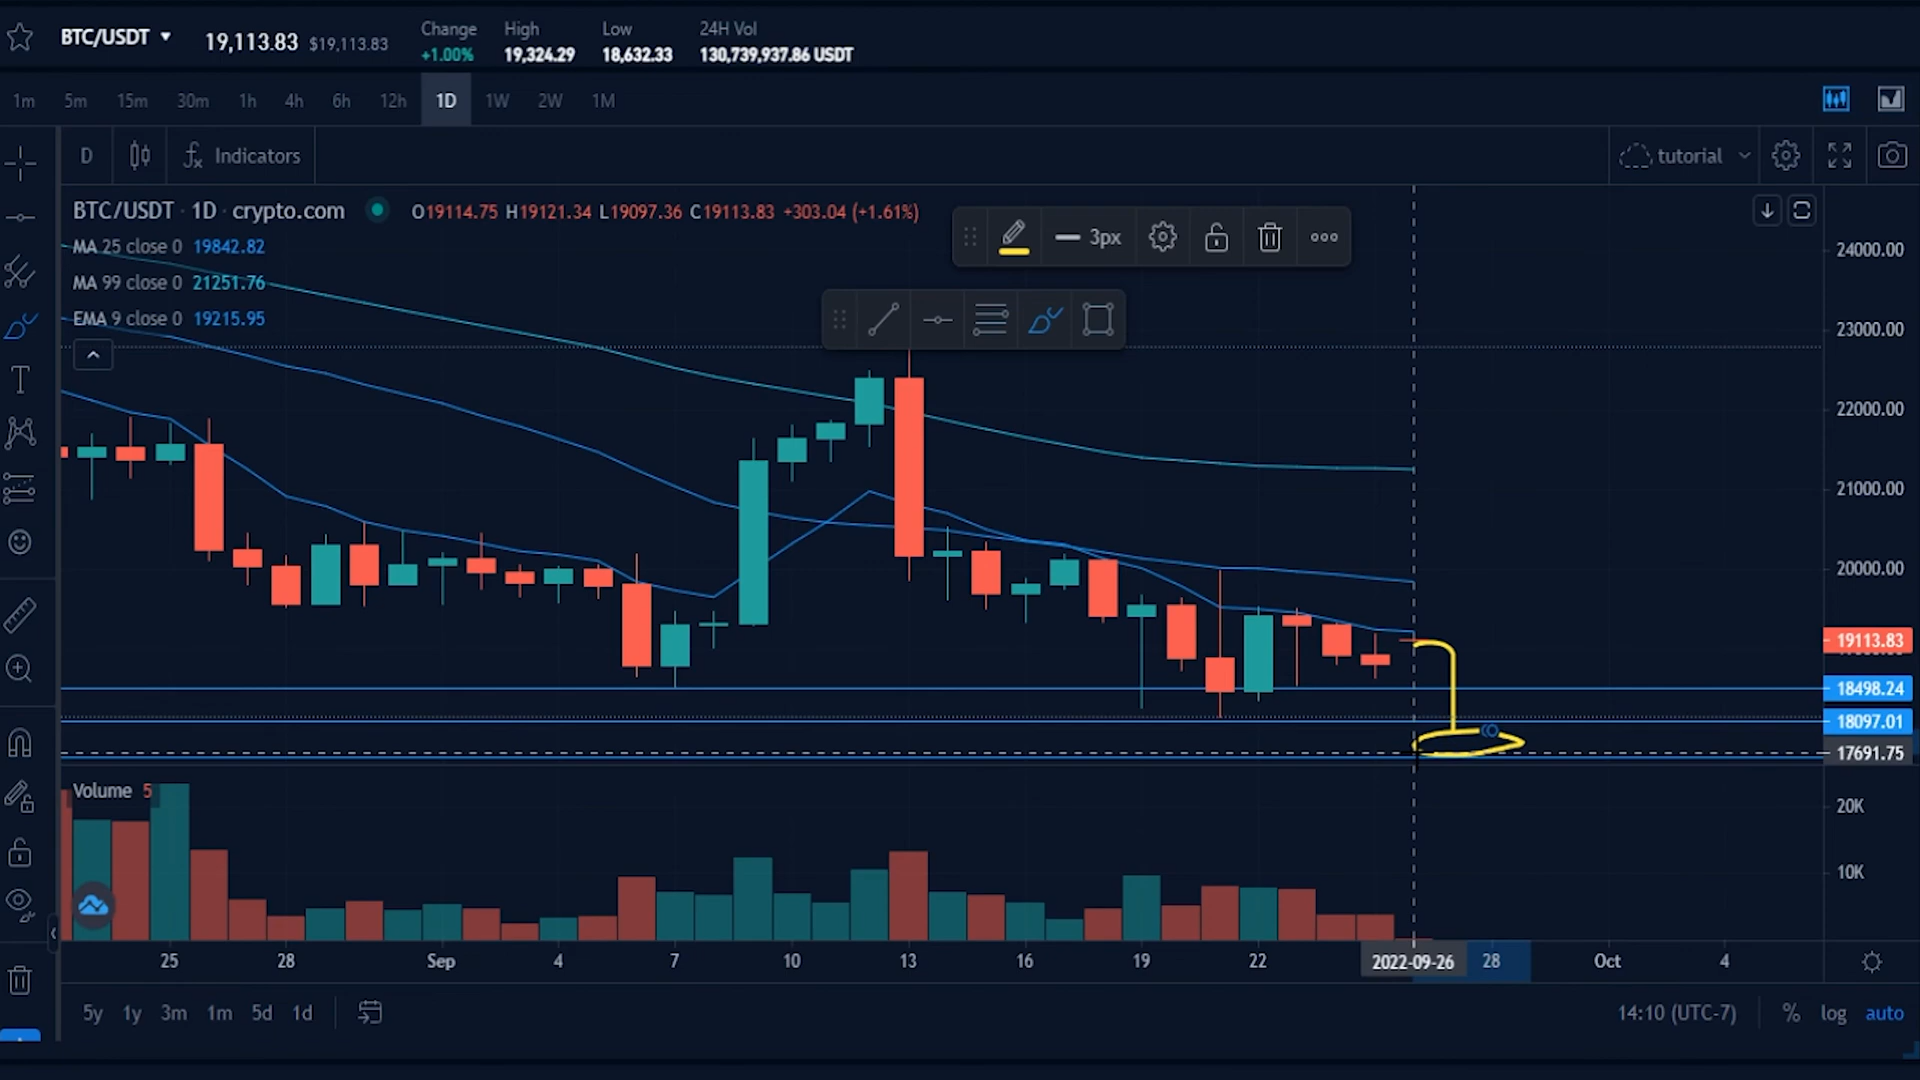 BTC/USDT 19,113.83 $19,113.83
Change High Low 24H Vol
+1.00% 19,324.29 18,632.33 130,739,937.86 USDT
1m 5m 15m 30m 1h 4h 6h 12h 1D 1W 2W 1M
D Indicators tutorial
BTC/USDT · 1D · crypto.com O19114.75 H19121.34 L19097.36 C19113.83 +303.04 (+1.61%)
3px
MA 25 close 0 19842.82
MA 99 close 0 21251.76
EMA 9 close 0 19215.95
24000.00
23000.00
22000.00
21000.00
20000.00
19113.83
18498.24
18097.01
17691.75
Volume 5
20K
10K
25 28 Sep 4 7 10 13 16 19 22 2022-09-26 28 Oct 4
5y 1y 3m 1m 5d 1d 14:10 (UTC-7) % log auto